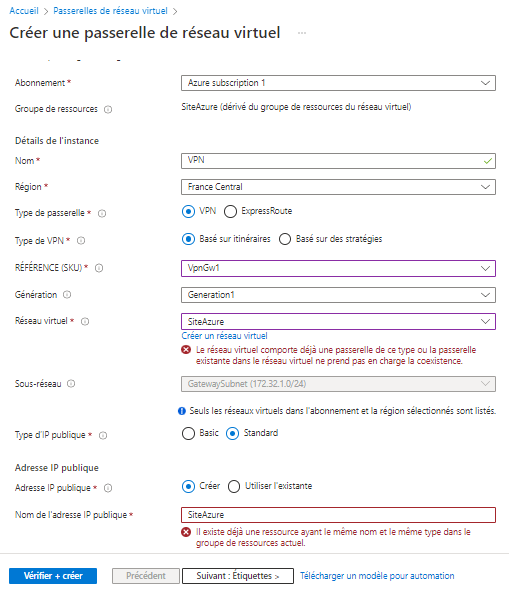 Accueil > Passerelles de réseau virtuel >
Créer une passerelle de réseau virtuel ...
Abonnement * Azure subscription 1
Groupe de ressources SiteAzure (dérivé du groupe de ressources du réseau virtuel)
Détails de l'instance
Nom * VPN
Région * France Central
Type de passerelle * VPN ExpressRoute
Type de VPN * Basé sur itinéraires Basé sur des stratégies
RÉFÉRENCE (SKU) * VpnGw1
Génération Generation1
Réseau virtuel * SiteAzure
Créer un réseau virtuel
Le réseau virtuel comporte déjà une passerelle de ce type ou la passerelle
existante dans le réseau virtuel ne prend pas en charge la coexistence.
Sous-réseau GatewaySubnet (172.32.1.0/24)
Seuls les réseaux virtuels dans l'abonnement et la région sélectionnés sont listés.
Type d'IP publique * Basic Standard
Adresse IP publique
Adresse IP publique * Créer Utiliser l'existante
Nom de l'adresse IP publique * SiteAzure
Il existe déjà une ressource ayant le même nom et le même type dans le
groupe de ressources actuel.
Vérifier + créer Précédent Suivant : Étiquettes > Télécharger un modèle pour automation